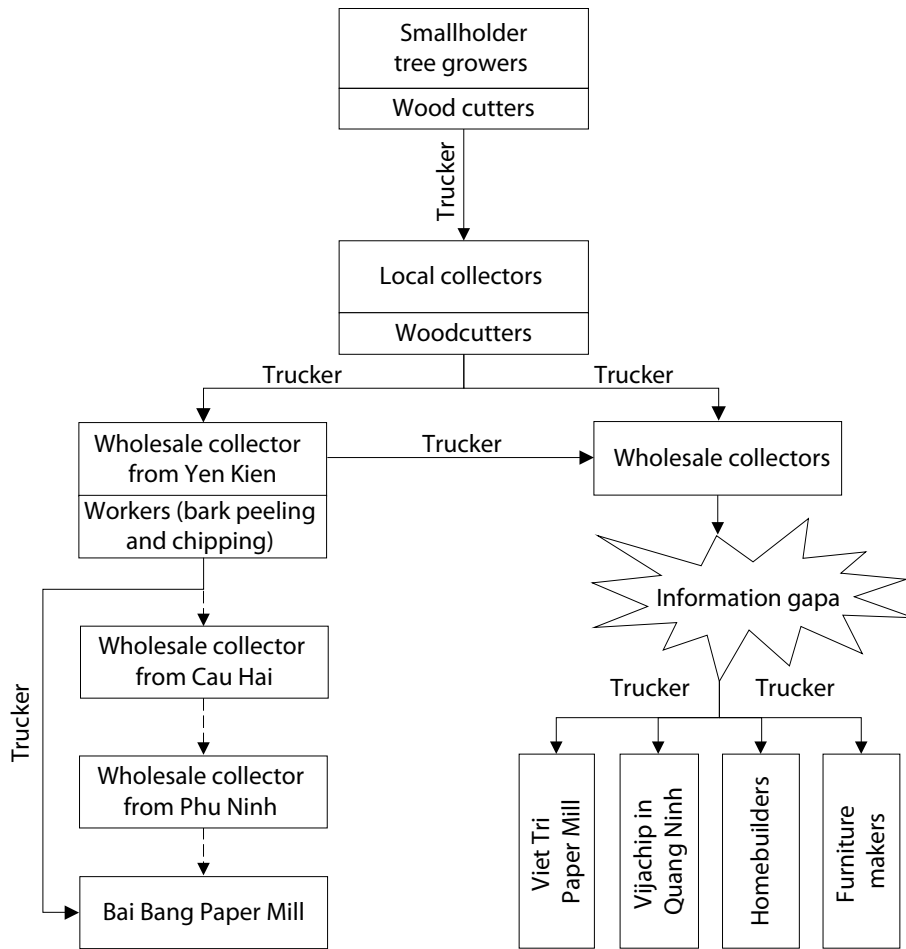 Smallholder
tree growers
Wood cutters
Trucker
Local collectors
Woodcutters
Trucker
Trucker
Wholesale collector
from Yen Kien
Trucker
Wholesale collectors
Workers (bark peeling
and chipping)
Information gapa
Wholesale collector
from Cau Hai
Trucker
Trucker
Trucker
Wholesale collector
from Phu Ninh
Viet Tri
Paper Mill
Vijachip in
Quang Ninh
Homebuilders
Furniture
makers
Bai Bang Paper Mill